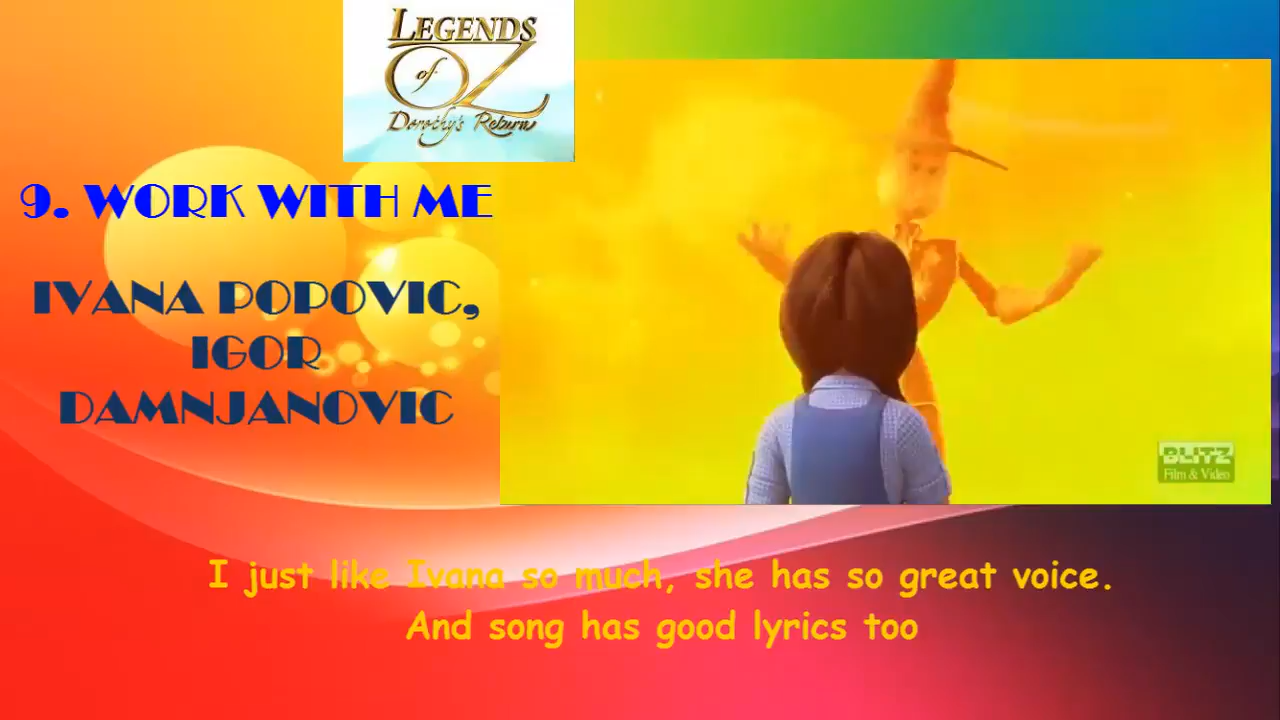 LEGENDS
of OZ
Dorothy's Return
9. WORK WITH ME
IVANA POPOVIC,
IGOR
DAMNJANOVIC
BLITZ
Film & Video
I just like Ivana so much, she has so great voice.
And song has good lyrics too